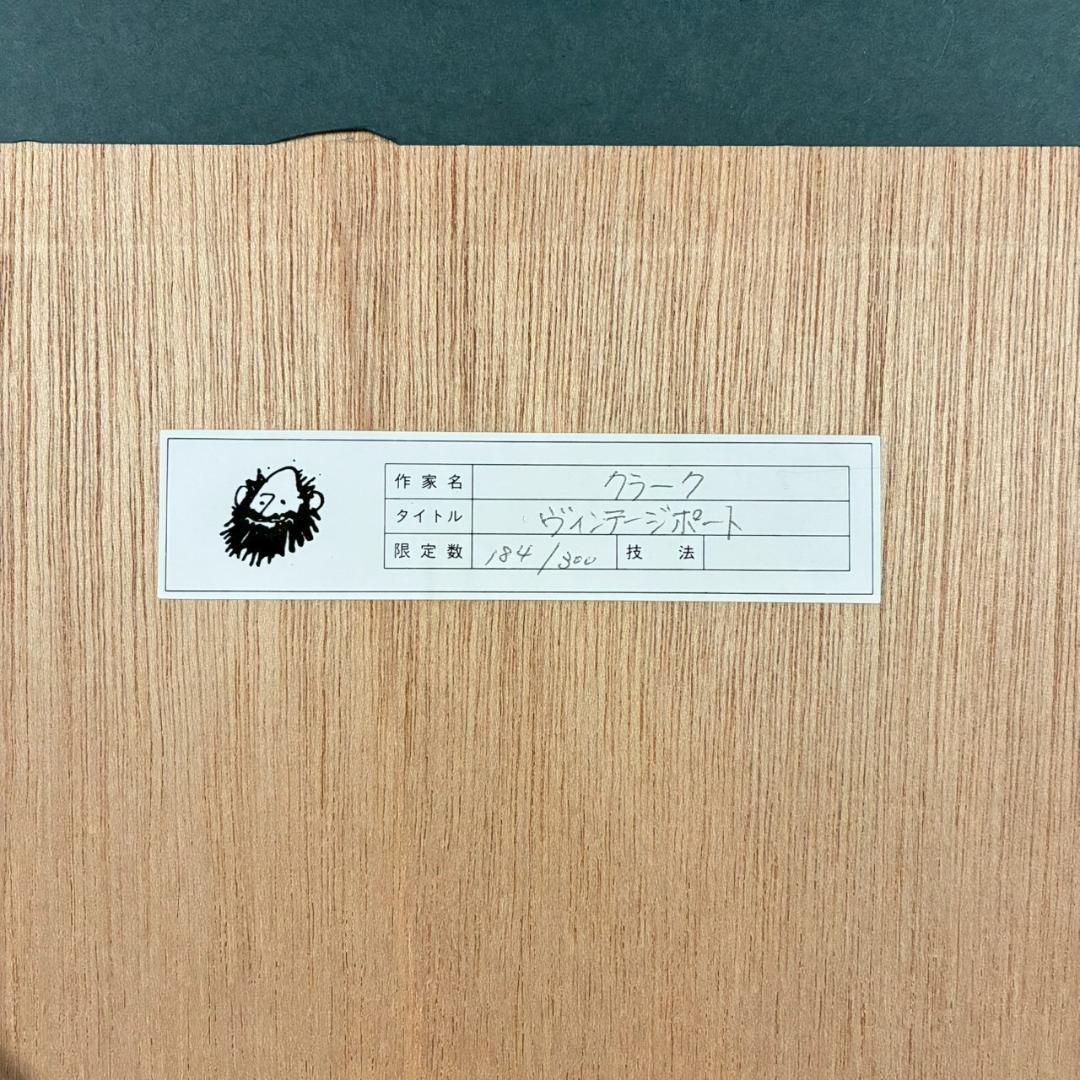 作家名 クラーク
タイトル ヴィンテージポート
限定数 184/300 技法